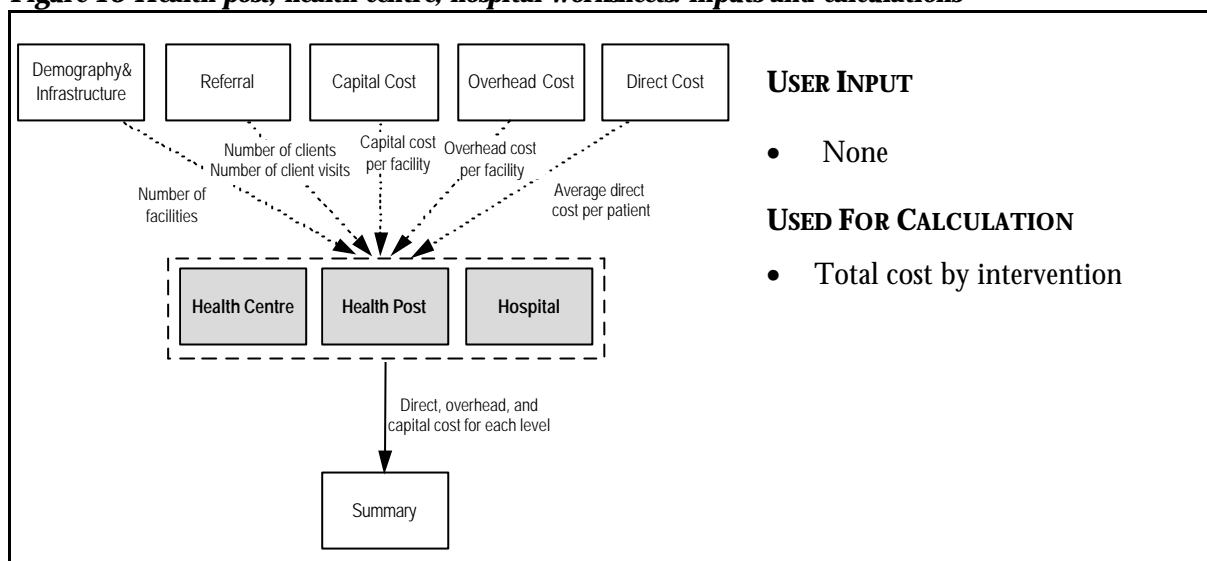 Figure 18 Health post, health centre, hospital worksheets: inputs and calculations
Demography&
Infrastructure
Referral
Capital Cost
Overhead Cost
Direct Cost
Number of clients
Number of client visits
Capital cost
per facility
Overhead cost
per facility
Number of
facilities
Average direct
cost per patient
Health Centre
Health Post
Hospital
Direct, overhead, and
capital cost for each level
Summary
USER INPUT
• None
USED FOR CALCULATION
• Total cost by intervention